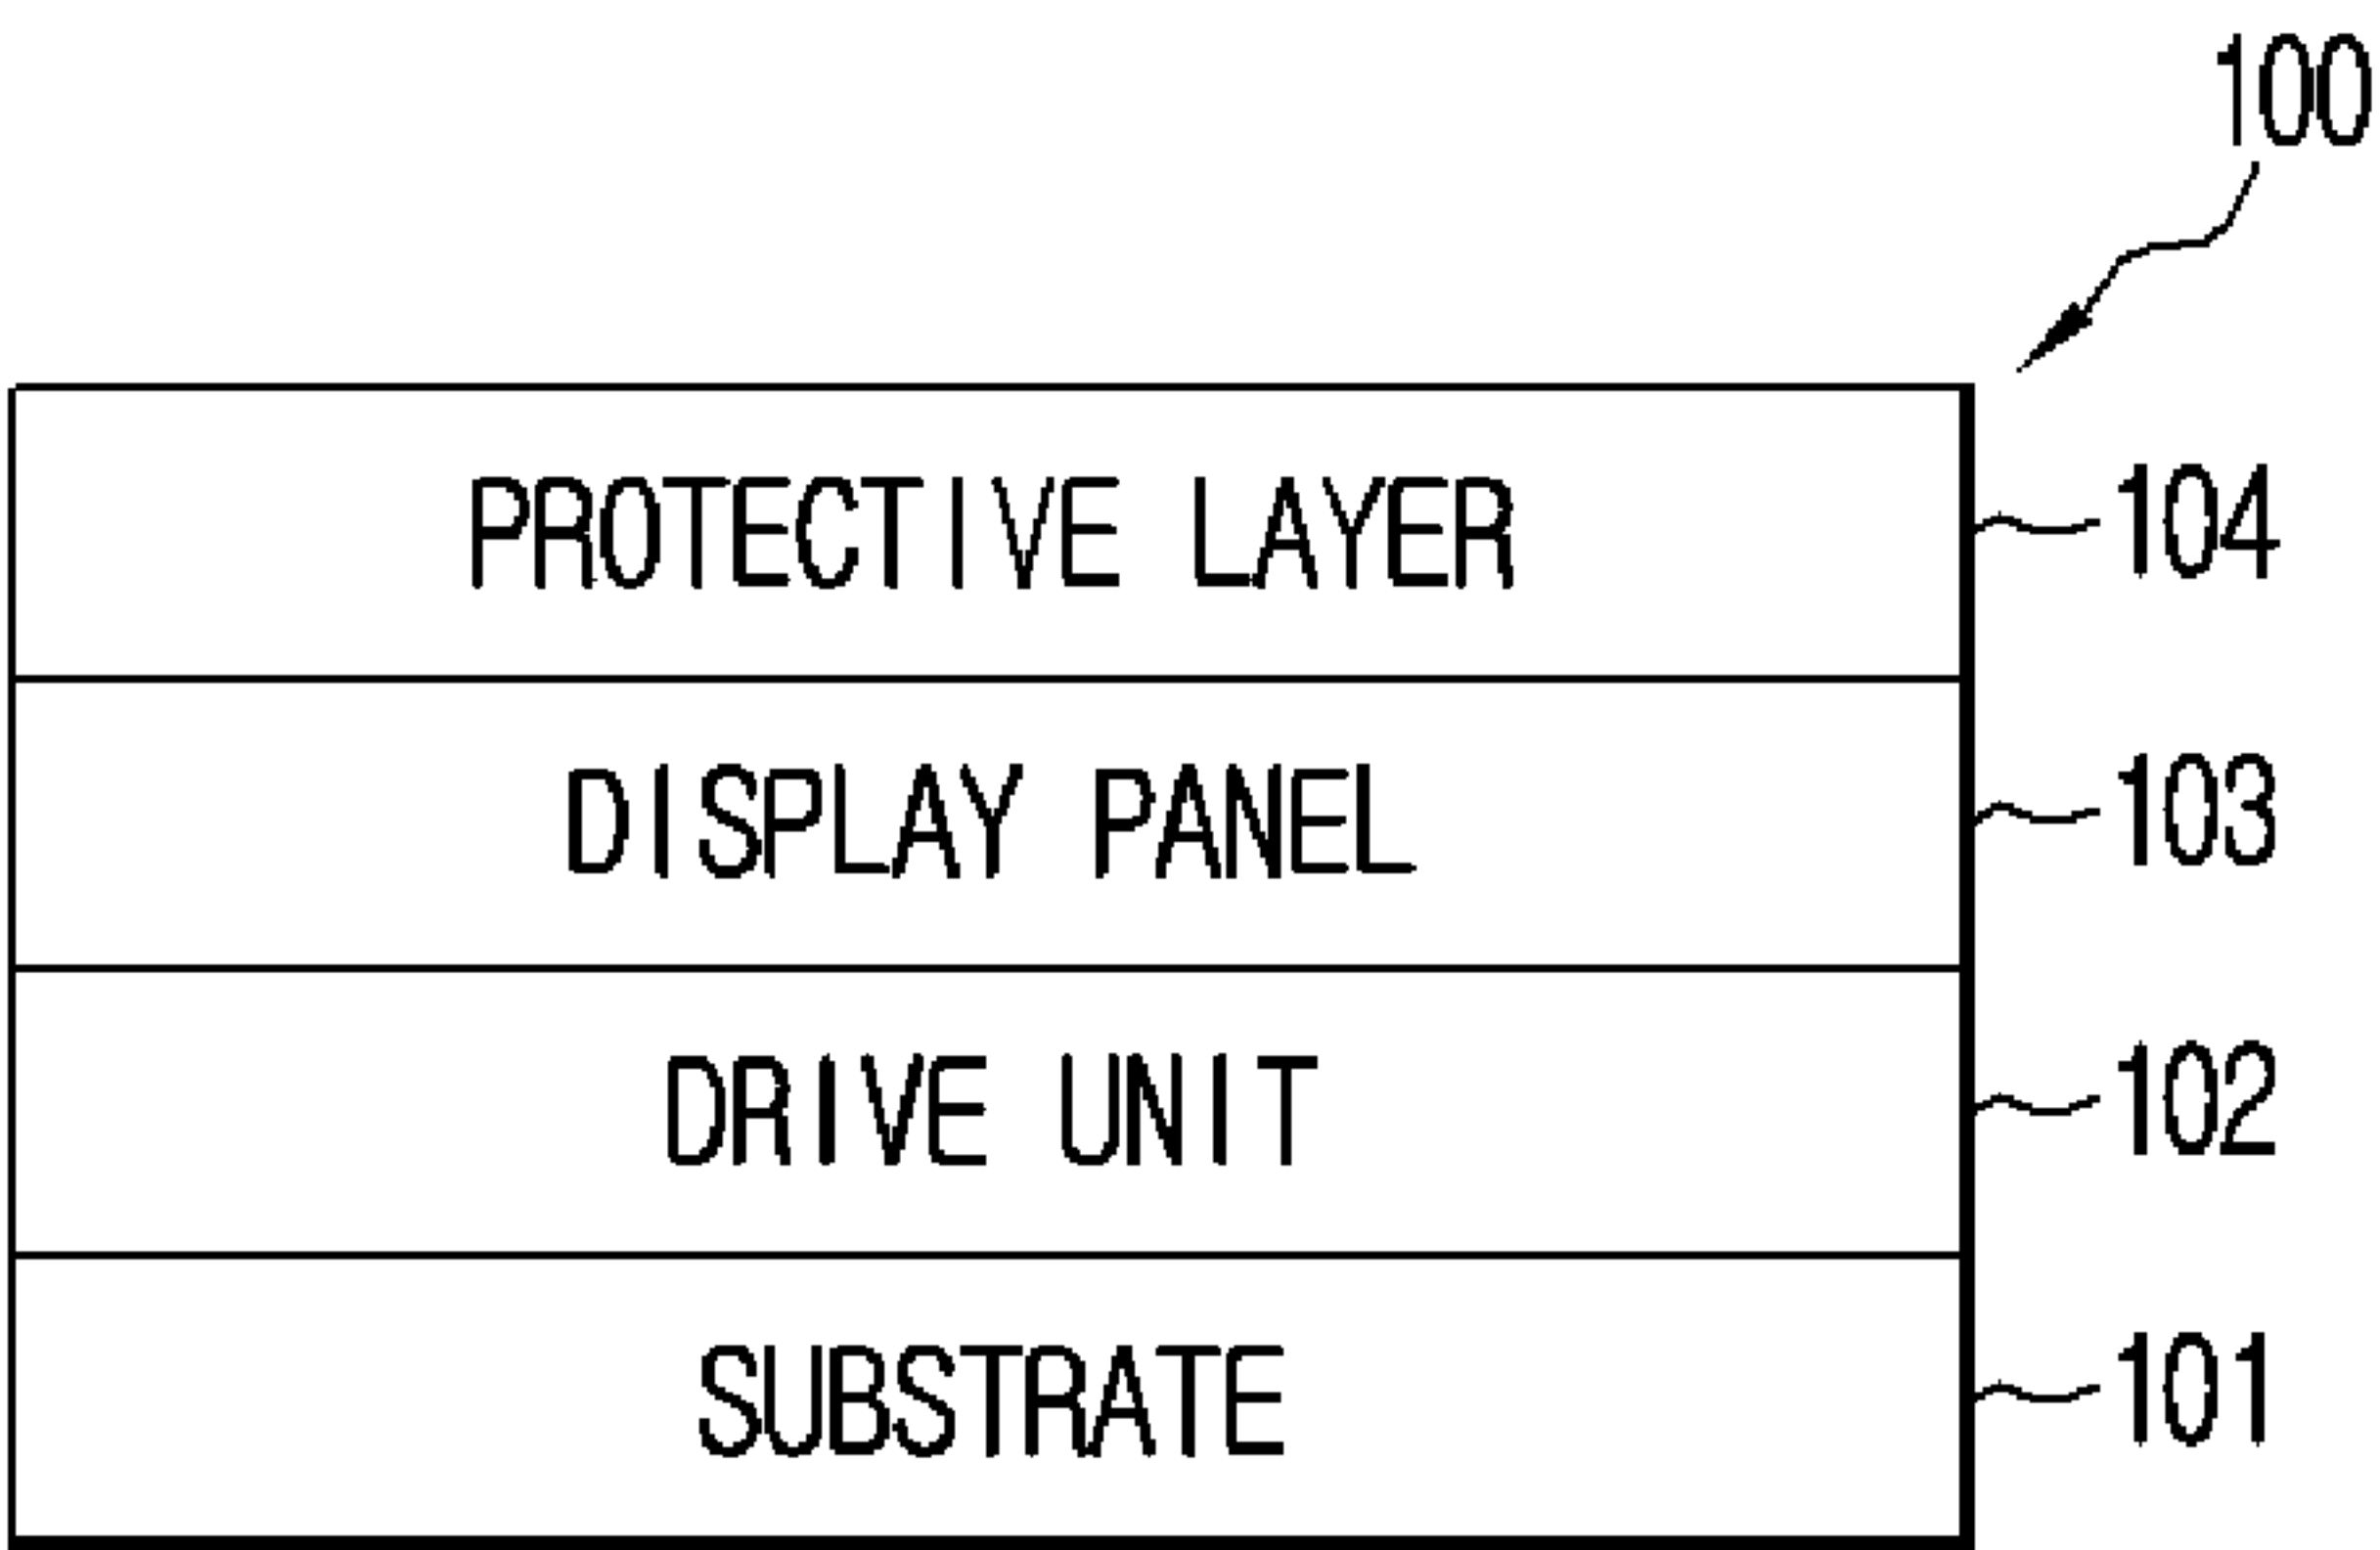 100
PROTECTIVE LAYER 104
DISPLAY PANEL 103
DRIVE UNIT 102
SUBSTRATE 101